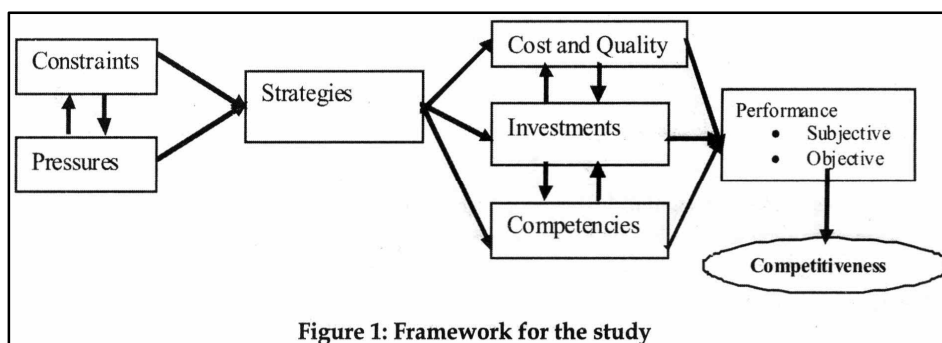 Constraints
Pressures
Strategies
Cost and Quality
Investments
Competencies
Performance
• Subjective
• Objective
Competitiveness
Figure 1: Framework for the study